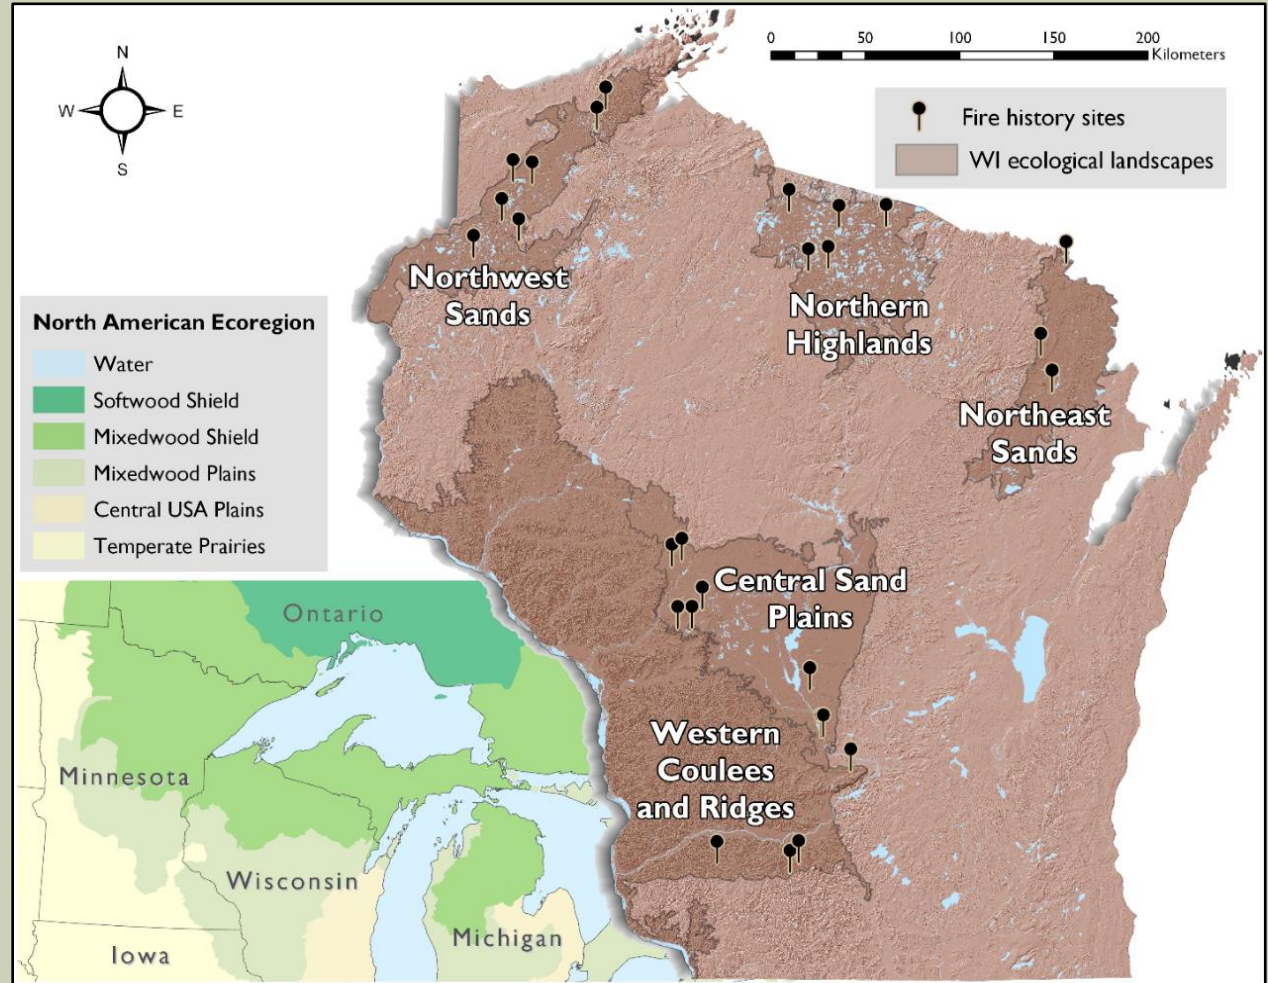 N
W
E
S
0
50
100
150
200
Kilometers
Fire history sites
WI ecological landscapes
Northwest
Sands
Northern
Highlands
Northeast
Sands
North American Ecoregion
Water
Softwood Shield
Mixedwood Shield
Mixedwood Plains
Central USA Plains
Temperate Prairies
Central Sand
Plains
Western
Coulees
and Ridges
Ontario
Minnesota
Wisconsin
Michigan
Iowa